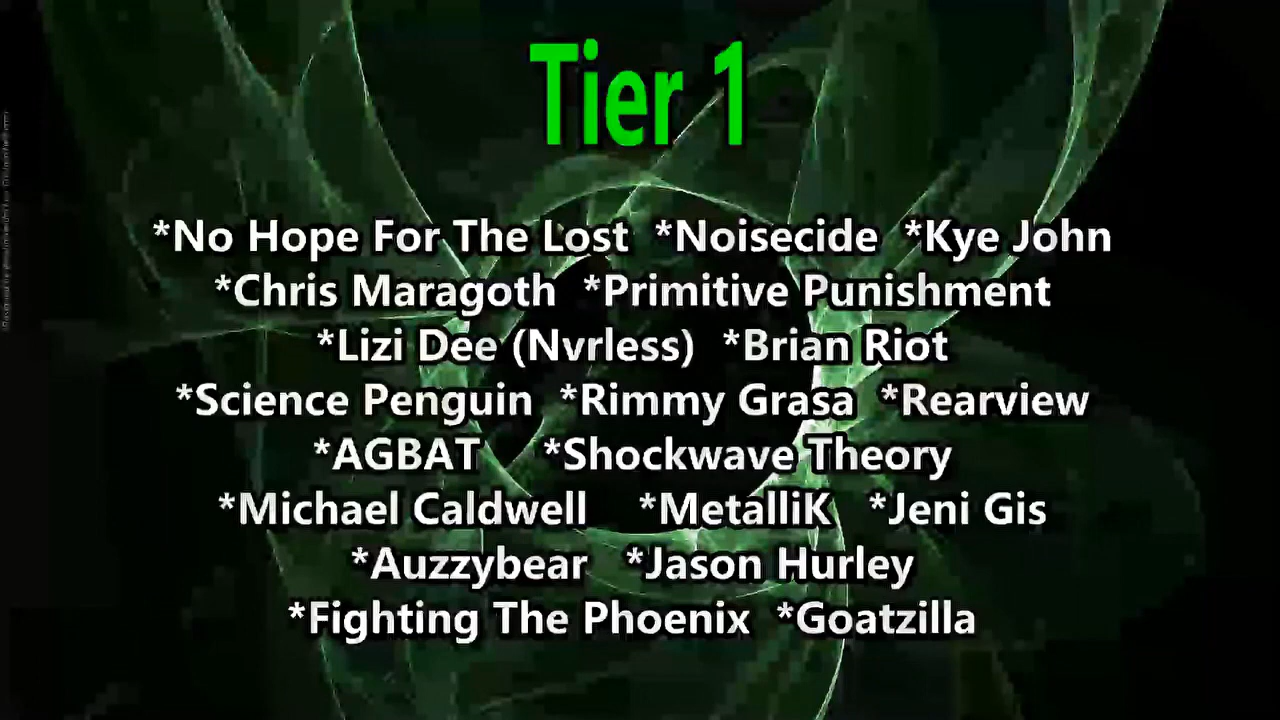 Tier 1
*No Hope For The Lost *Noisecide *Kye John
*Chris Maragoth *Primitive Punishment
*Lizi Dee (Nvrless) *Brian Riot
*Science Penguin *Rimmy Grasa *Rearview
*AGBAT *Shockwave Theory
*Michael Caldwell *MetalliK *Jeni Gis
*Auzzybear *Jason Hurley
*Fighting The Phoenix *Goatzilla